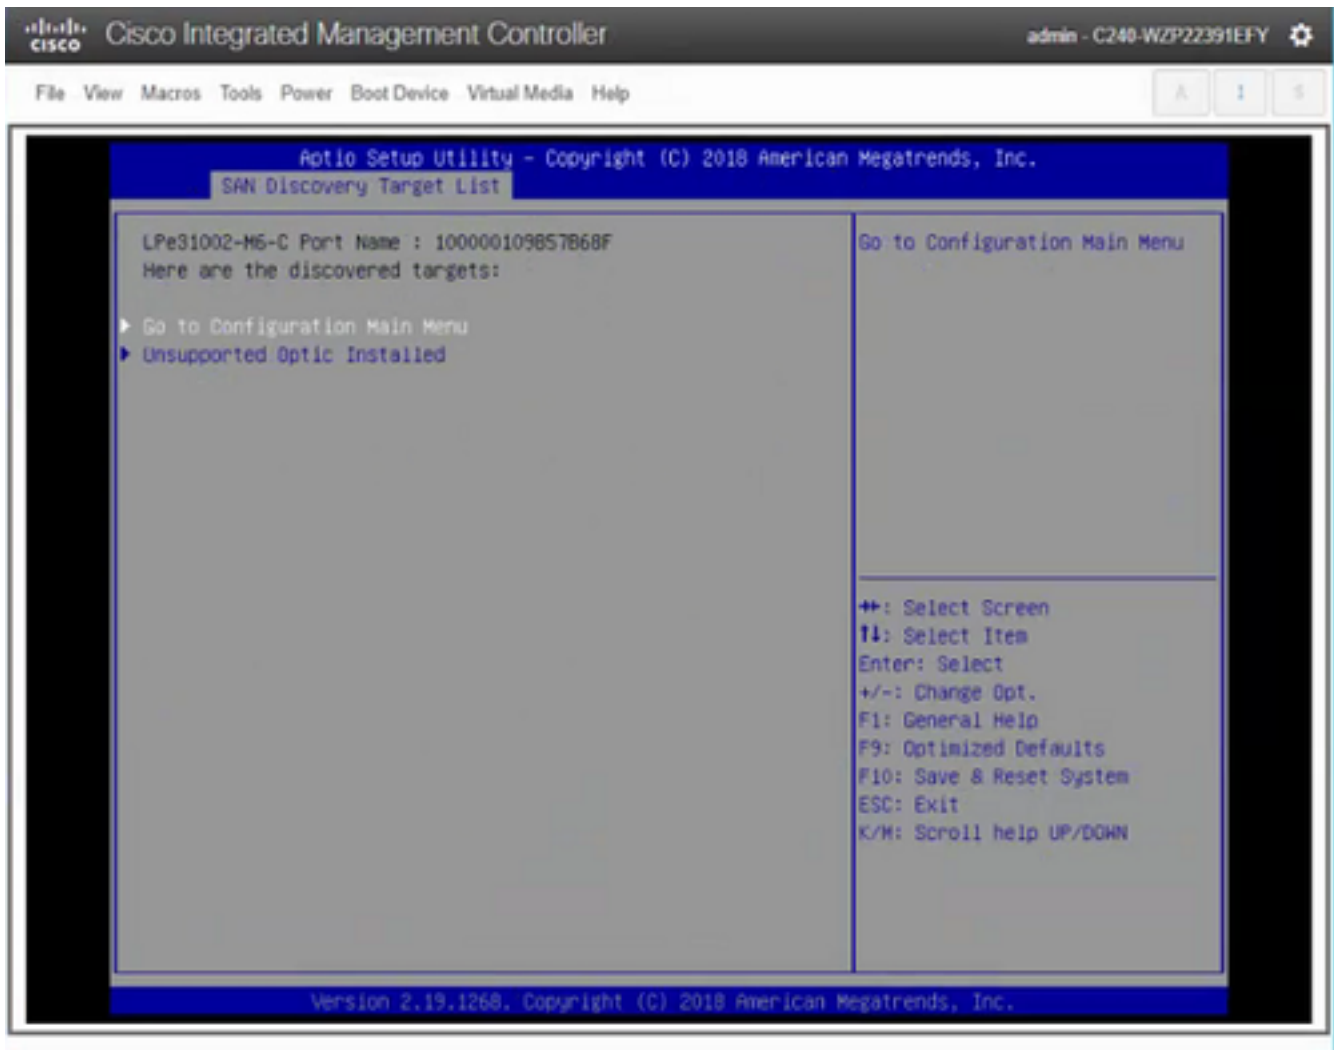 cisco Cisco Integrated Management Controller admin - C240-WZP22391EFY
File View Macros Tools Power Boot Device Virtual Media Help A 1 S
Aptio Setup Utility - Copyright (C) 2018 American Megatrends, Inc.
SAN Discovery Target List
LPe31002-M6-C Port Name : 100000109B57B68F
Here are the discovered targets:
Go to Configuration Main Menu
Unsupported Optic Installed
Go to Configuration Main Menu
→←: Select Screen
↑↓: Select Item
Enter: Select
+/-: Change Opt.
F1: General Help
F9: Optimized Defaults
F10: Save & Reset System
ESC: Exit
K/M: Scroll help UP/DOWN
Version 2.19.1268. Copyright (C) 2018 American Megatrends, Inc.